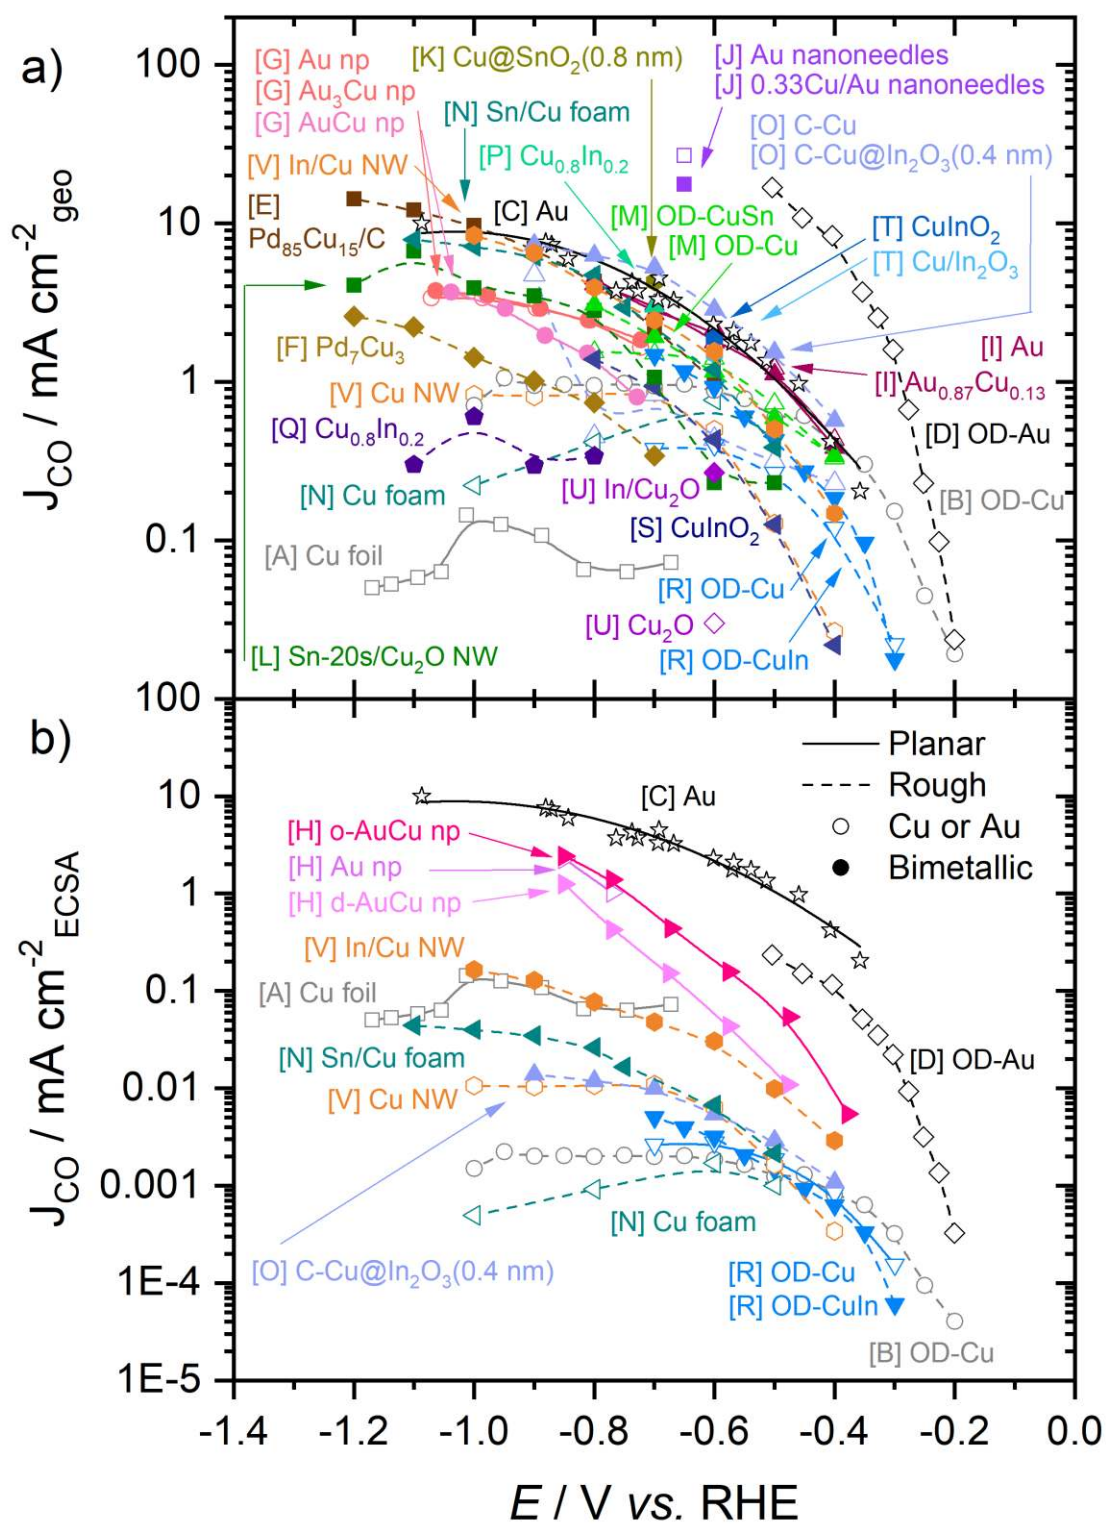 a)
100
10
1
0.1
100
J_CO / mA cm⁻²_geo
[G] Au np
[G] Au₃Cu np
[G] AuCu np
[K] Cu@SnO₂(0.8 nm)
[J] Au nanoneedles
[J] 0.33Cu/Au nanoneedles
[N] Sn/Cu foam
[O] C-Cu
[O] C-Cu@In₂O₃(0.4 nm)
[V] In/Cu NW
[P] Cu₀.₈In₀.₂
[E]
Pd₈₅Cu₁₅/C
[C] Au
[M] OD-CuSn
[M] OD-Cu
[T] CuInO₂
[T] Cu/In₂O₃
[F] Pd₇Cu₃
[I] Au
[I] Au₀.₈₇Cu₀.₁₃
[V] Cu NW
[Q] Cu₀.₈In₀.₂
[D] OD-Au
[N] Cu foam
[U] In/Cu₂O
[B] OD-Cu
[S] CuInO₂
[A] Cu foil
[R] OD-Cu
[U] Cu₂O
[R] OD-CuIn
[L] Sn-20s/Cu₂O NW
b)
10
1
0.1
0.01
0.001
1E-4
1E-5
J_CO / mA cm⁻²_ECSA
Planar
Rough
Cu or Au
Bimetallic
[C] Au
[H] o-AuCu np
[H] Au np
[H] d-AuCu np
[V] In/Cu NW
[A] Cu foil
[N] Sn/Cu foam
[D] OD-Au
[V] Cu NW
[N] Cu foam
[O] C-Cu@In₂O₃(0.4 nm)
[R] OD-Cu
[R] OD-CuIn
[B] OD-Cu
-1.4 -1.2 -1.0 -0.8 -0.6 -0.4 -0.2 0.0
E / V vs. RHE